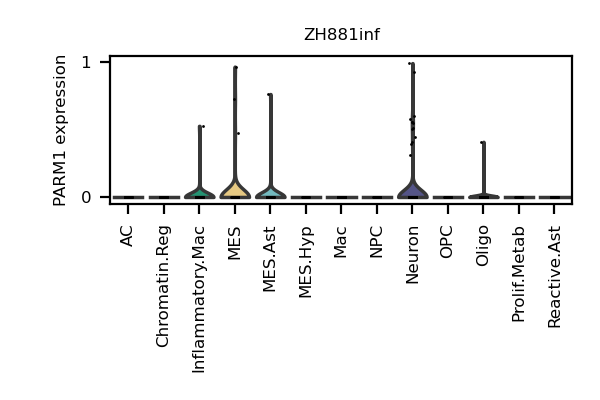 ZH881inf
PARM1 expression
1
0
AC
Chromatin.Reg
Inflammatory.Mac
MES
MES.Ast
MES.Hyp
Mac
NPC
Neuron
OPC
Oligo
Prolif.Metab
Reactive.Ast